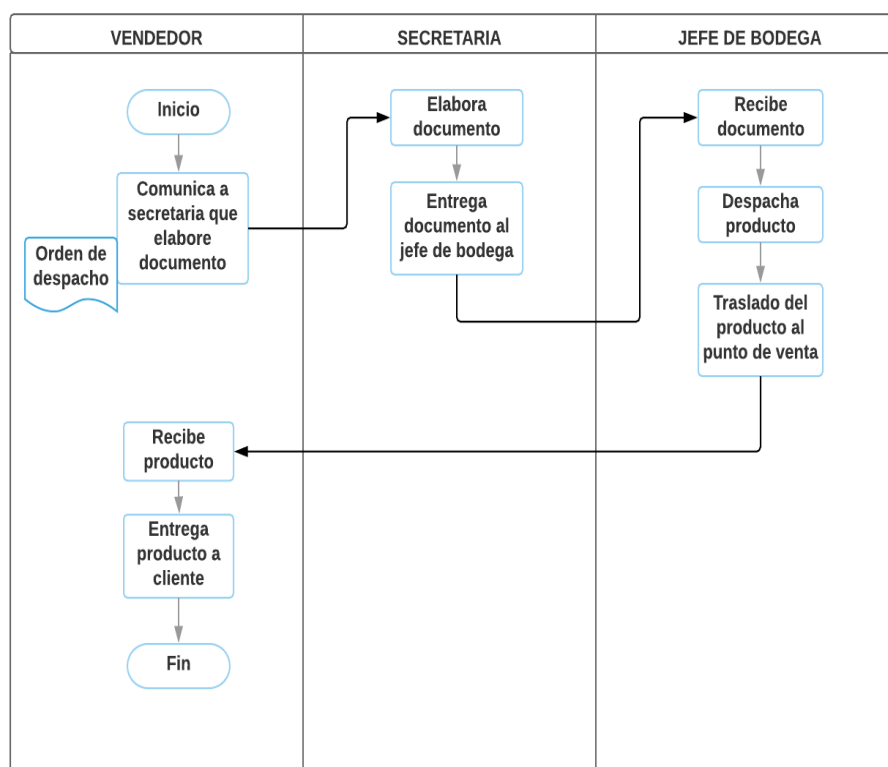 VENDEDOR
SECRETARIA
JEFE DE BODEGA
Inicio
Comunica a
secretaria que
elabore
documento
Orden de
despacho
Elabora
documento
Entrega
documento al
jefe de bodega
Recibe
documento
Despacha
producto
Traslado del
producto al
punto de venta
Recibe
producto
Entrega
producto a
cliente
Fin